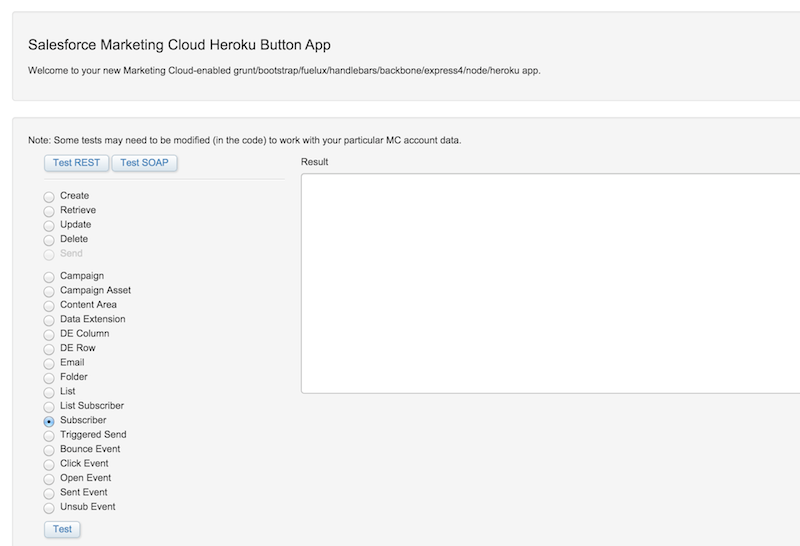 Salesforce Marketing Cloud Heroku Button App
Welcome to your new Marketing Cloud-enabled grunt/bootstrap/fuelux/handlebars/backbone/express4/node/heroku app.
Note: Some tests may need to be modified (in the code) to work with your particular MC account data.
Test REST Test SOAP
Result
Create
Retrieve
Update
Delete
Send
Campaign
Campaign Asset
Content Area
Data Extension
DE Column
DE Row
Email
Folder
List
List Subscriber
Subscriber
Triggered Send
Bounce Event
Click Event
Open Event
Sent Event
Unsub Event
Test